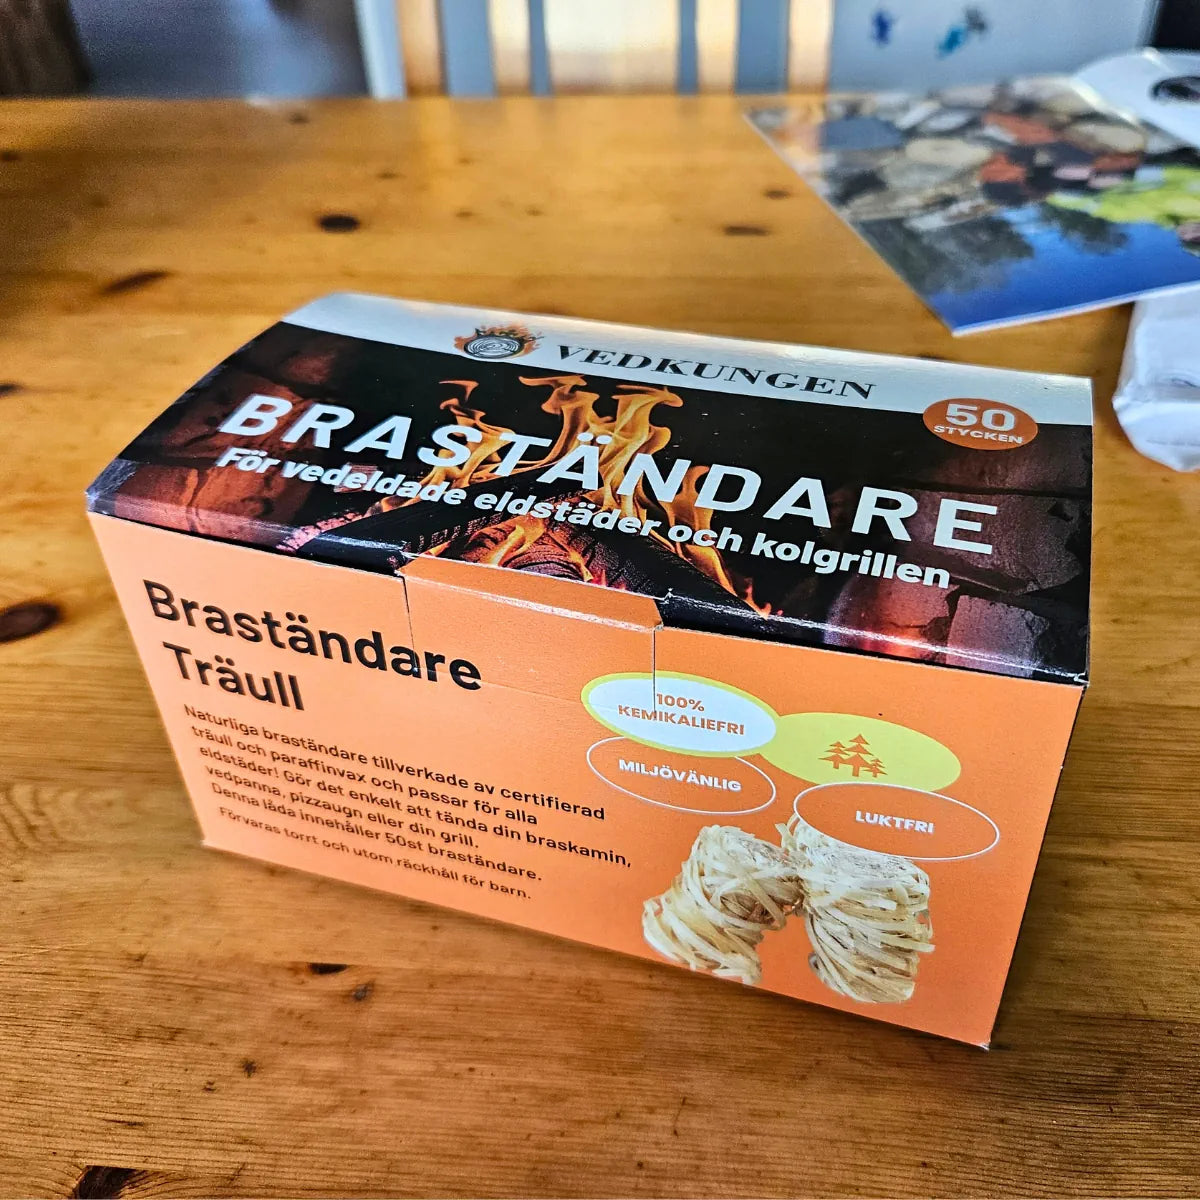 VEDKUNGEN
50
STYCKEN
BRASTÄNDARE
För vedeldade eldstäder och kolgrillen
Braständare
Träull
Naturliga braständare tillverkade av certifierad
träull och paraffinvax och passar för alla
eldstäder! Gör det enkelt att tända din braskamin,
vedpanna, pizzaugn eller din grill.
Denna låda innehåller 50st braständare.
Förvaras torrt och utom räckhåll för barn.
100%
KEMIKALIEFRI
MILJÖVÄNLIG
LUKTFRI